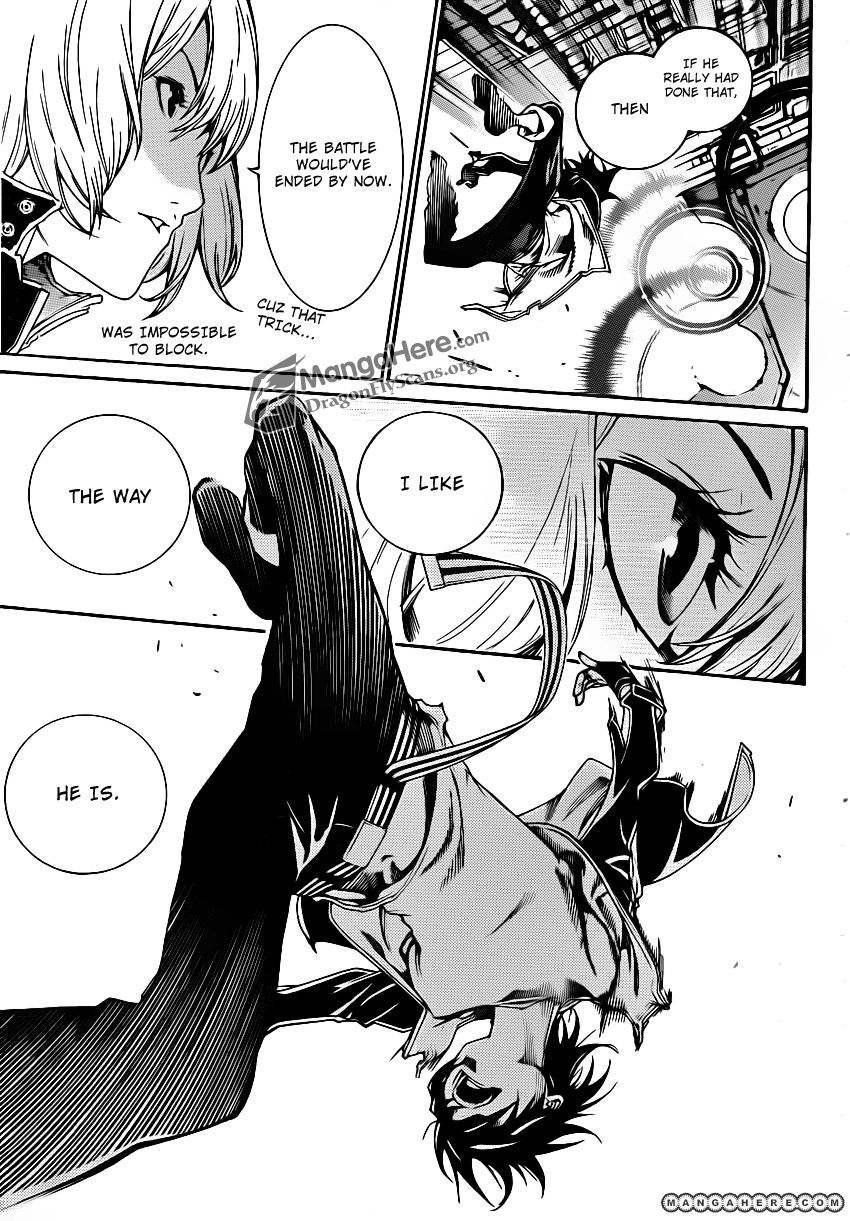 IF HE
REALLY HAD
DONE THAT,
THEN
THE BATTLE
WOULD'VE
ENDED BY NOW.
CUZ THAT
TRICK...
WAS IMPOSSIBLE
TO BLOCK.
MangaHere.com
DragonFlyScans.org
I LIKE
THE WAY
HE IS.
MANGAHERE.COM